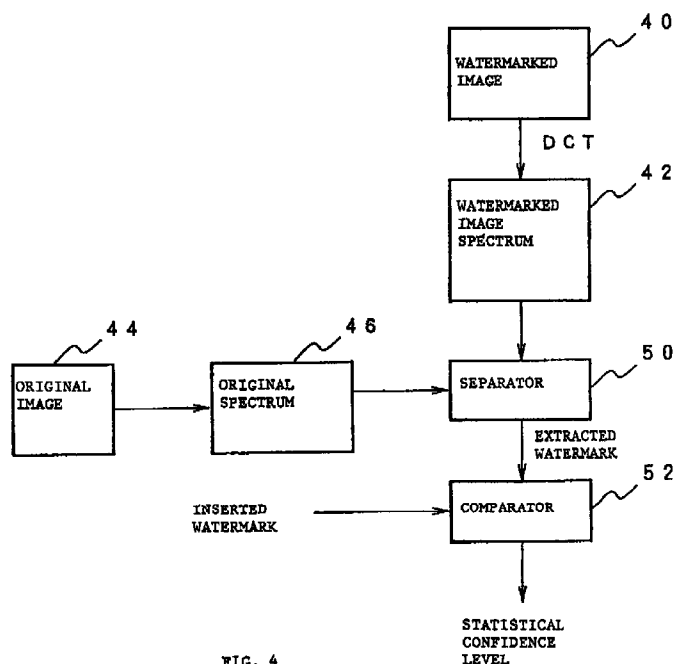 40
WATERMARKED
IMAGE
DCT
42
WATERMARKED
IMAGE
SPECTRUM
44
46
ORIGINAL
IMAGE
ORIGINAL
SPECTRUM
50
SEPARATOR
EXTRACTED
WATERMARK
52
INSERTED
WATERMARK
COMPARATOR
STATISTICAL
CONFIDENCE
LEVEL
FIG. 4